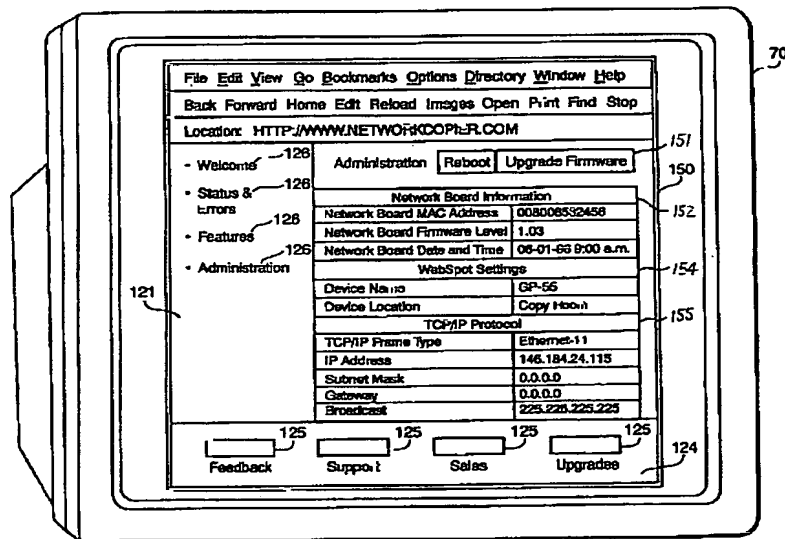 File Edit View Go Bookmarks Options Directory Window Help
Back Forward Home Edit Reload Images Open Print Find Stop
Location: HTTP://WWW.NETWORKCOPIER.COM
• Welcome 126
• Status & Errors 126
• Features 126
• Administration 126
Administration Reboot Upgrade Firmware 151
150
Network Board Information 152
Network Board MAC Address
Network Board Firmware Level 1.03
Network Board Date and Time 9:00 a.m.
WebSpot Settings 154
Device Name GP-55
Device Location Copy Room
TCP/IP Protocol 155
TCP/IP Frame Type Ethernet-11
IP Address 146.184.24.115
Subnet Mask 0.0.0.0
Gateway 0.0.0.0
Broadcast 225.225.225.225
121
125 125 125 125
Feedback Support Sales Upgrades
124
70